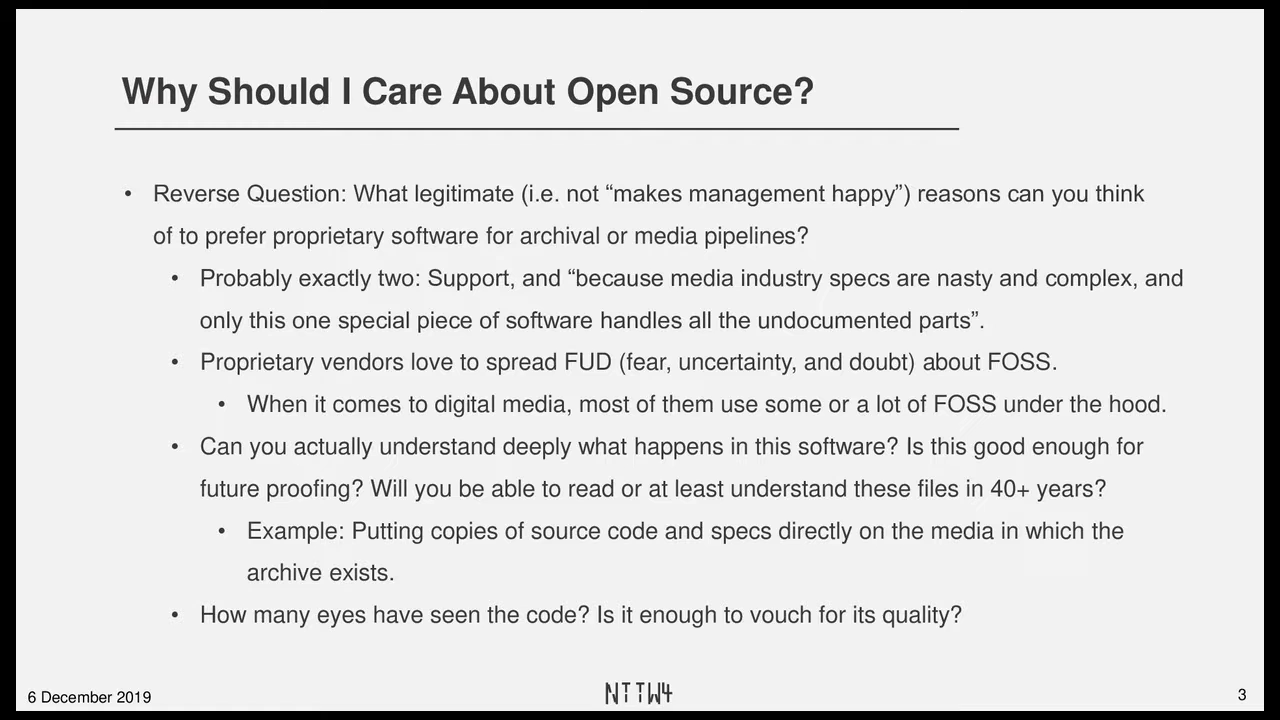 Why Should I Care About Open Source?
• Reverse Question: What legitimate (i.e. not “makes management happy”) reasons can you think
of to prefer proprietary software for archival or media pipelines?
• Probably exactly two: Support, and “because media industry specs are nasty and complex, and
only this one special piece of software handles all the undocumented parts”.
• Proprietary vendors love to spread FUD (fear, uncertainty, and doubt) about FOSS.
• When it comes to digital media, most of them use some or a lot of FOSS under the hood.
• Can you actually understand deeply what happens in this software? Is this good enough for
future proofing? Will you be able to read or at least understand these files in 40+ years?
• Example: Putting copies of source code and specs directly on the media in which the
archive exists.
• How many eyes have seen the code? Is it enough to vouch for its quality?
6 December 2019
NTTW4
3